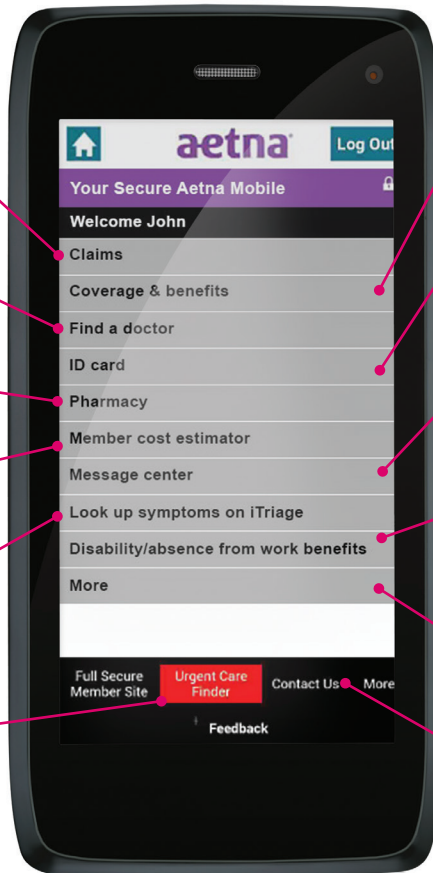 aetna
Log Out
Your Secure Aetna Mobile
Welcome John
Claims
Coverage & benefits
Find a doctor
ID card
Pharmacy
Member cost estimator
Message center
Look up symptoms on iTriage
Disability/absence from work benefits
More
Full Secure
Member Site
Urgent Care
Finder
Contact Us
More
Feedback